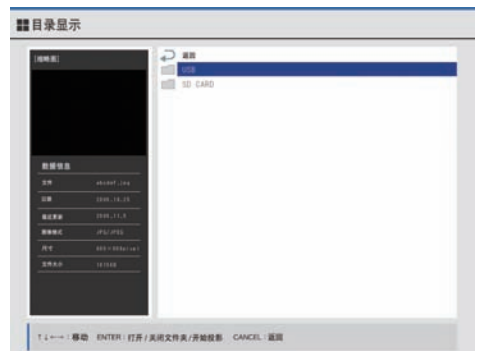 目录显示
[缩略图]
返回
USB
SD CARD
数据信息
文件 abcdef.jpg
日期
最近更新
图像格式 JPG/JPEG
尺寸
文件大小
↑↓←→：移动 ENTER：打开/关闭文件夹/开始投影 CANCEL：返回